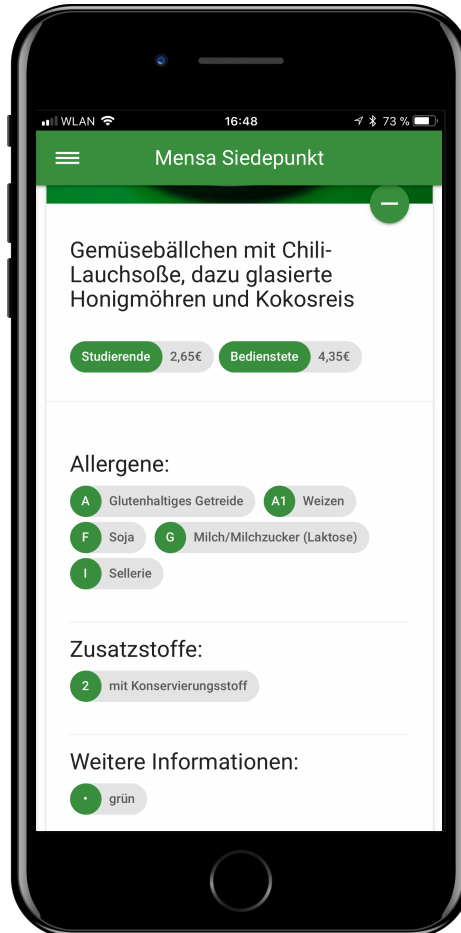 WLAN 16:48 73 %
Mensa Siedepunkt
Gemüsebällchen mit Chili-
Lauchsoße, dazu glasierte
Honigmöhren und Kokosreis
Studierende 2,65€ Bedienstete 4,35€
Allergene:
A Glutenhaltiges Getreide A1 Weizen
F Soja G Milch/Milchzucker (Laktose)
I Sellerie
Zusatzstoffe:
2 mit Konservierungsstoff
Weitere Informationen:
• grün